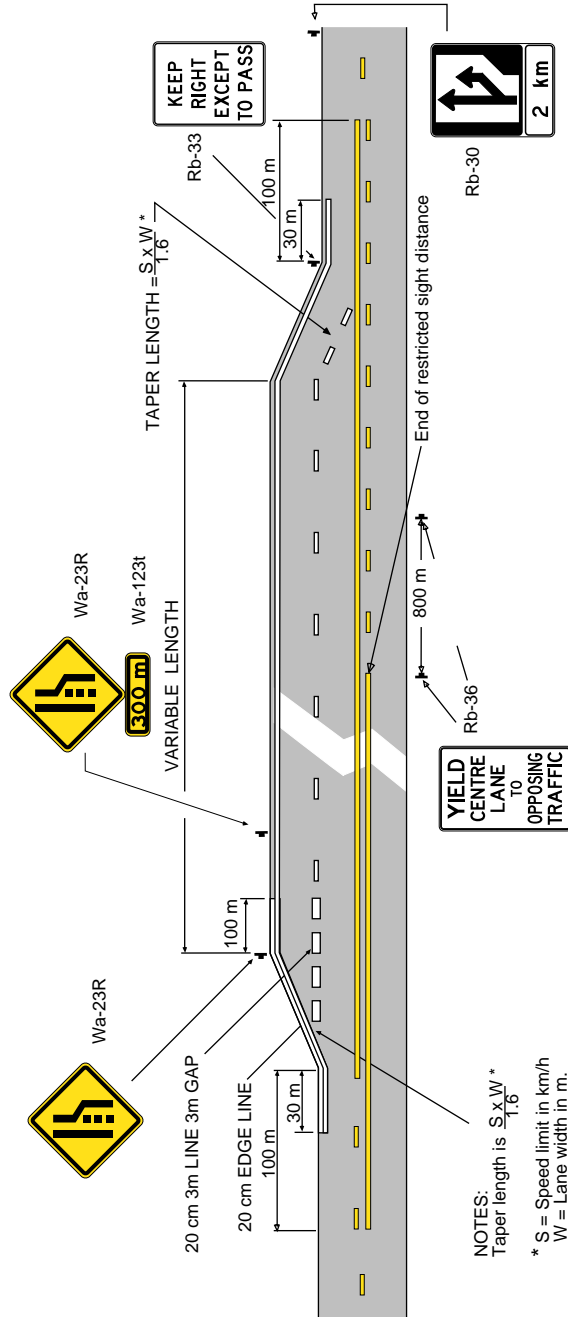 KEEP
RIGHT
EXCEPT
TO PASS
Rb-33
100 m
30 m
TAPER LENGTH = S x W *
1.6
Wa-23R
Wa-123t
300 m
VARIABLE LENGTH
Wa-23R
100 m
20 cm 3m LINE 3m GAP
20 cm EDGE LINE
30 m
100 m
2 km
Rb-30
End of restricted sight distance
800 m
Rb-36
YIELD
CENTRE
LANE
TO
OPPOSING
TRAFFIC
NOTES:
Taper length is S x W *
1.6
* S = Speed limit in km/h
W = Lane width in m.